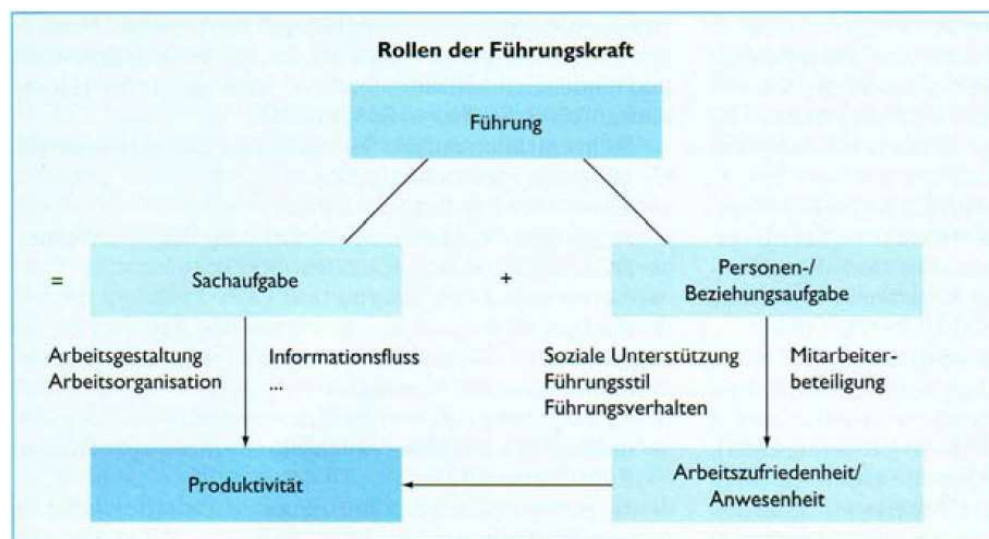 Rollen der Führungskraft
Führung
=
Sachaufgabe
+
Personen-/
Beziehungsaufgabe
Arbeitsgestaltung
Arbeitsorganisation
Informationsfluss
...
Soziale Unterstützung
Führungsstil
Führungsverhalten
Mitarbeiter-
beteiligung
Produktivität
Arbeitszufriedenheit/
Anwesenheit